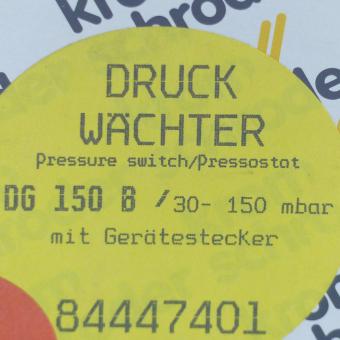 DRUCK
WÄCHTER
Pressure switch/Pressostat
DG 150 B / 30- 150 mbar
mit Gerätestecker
84447401